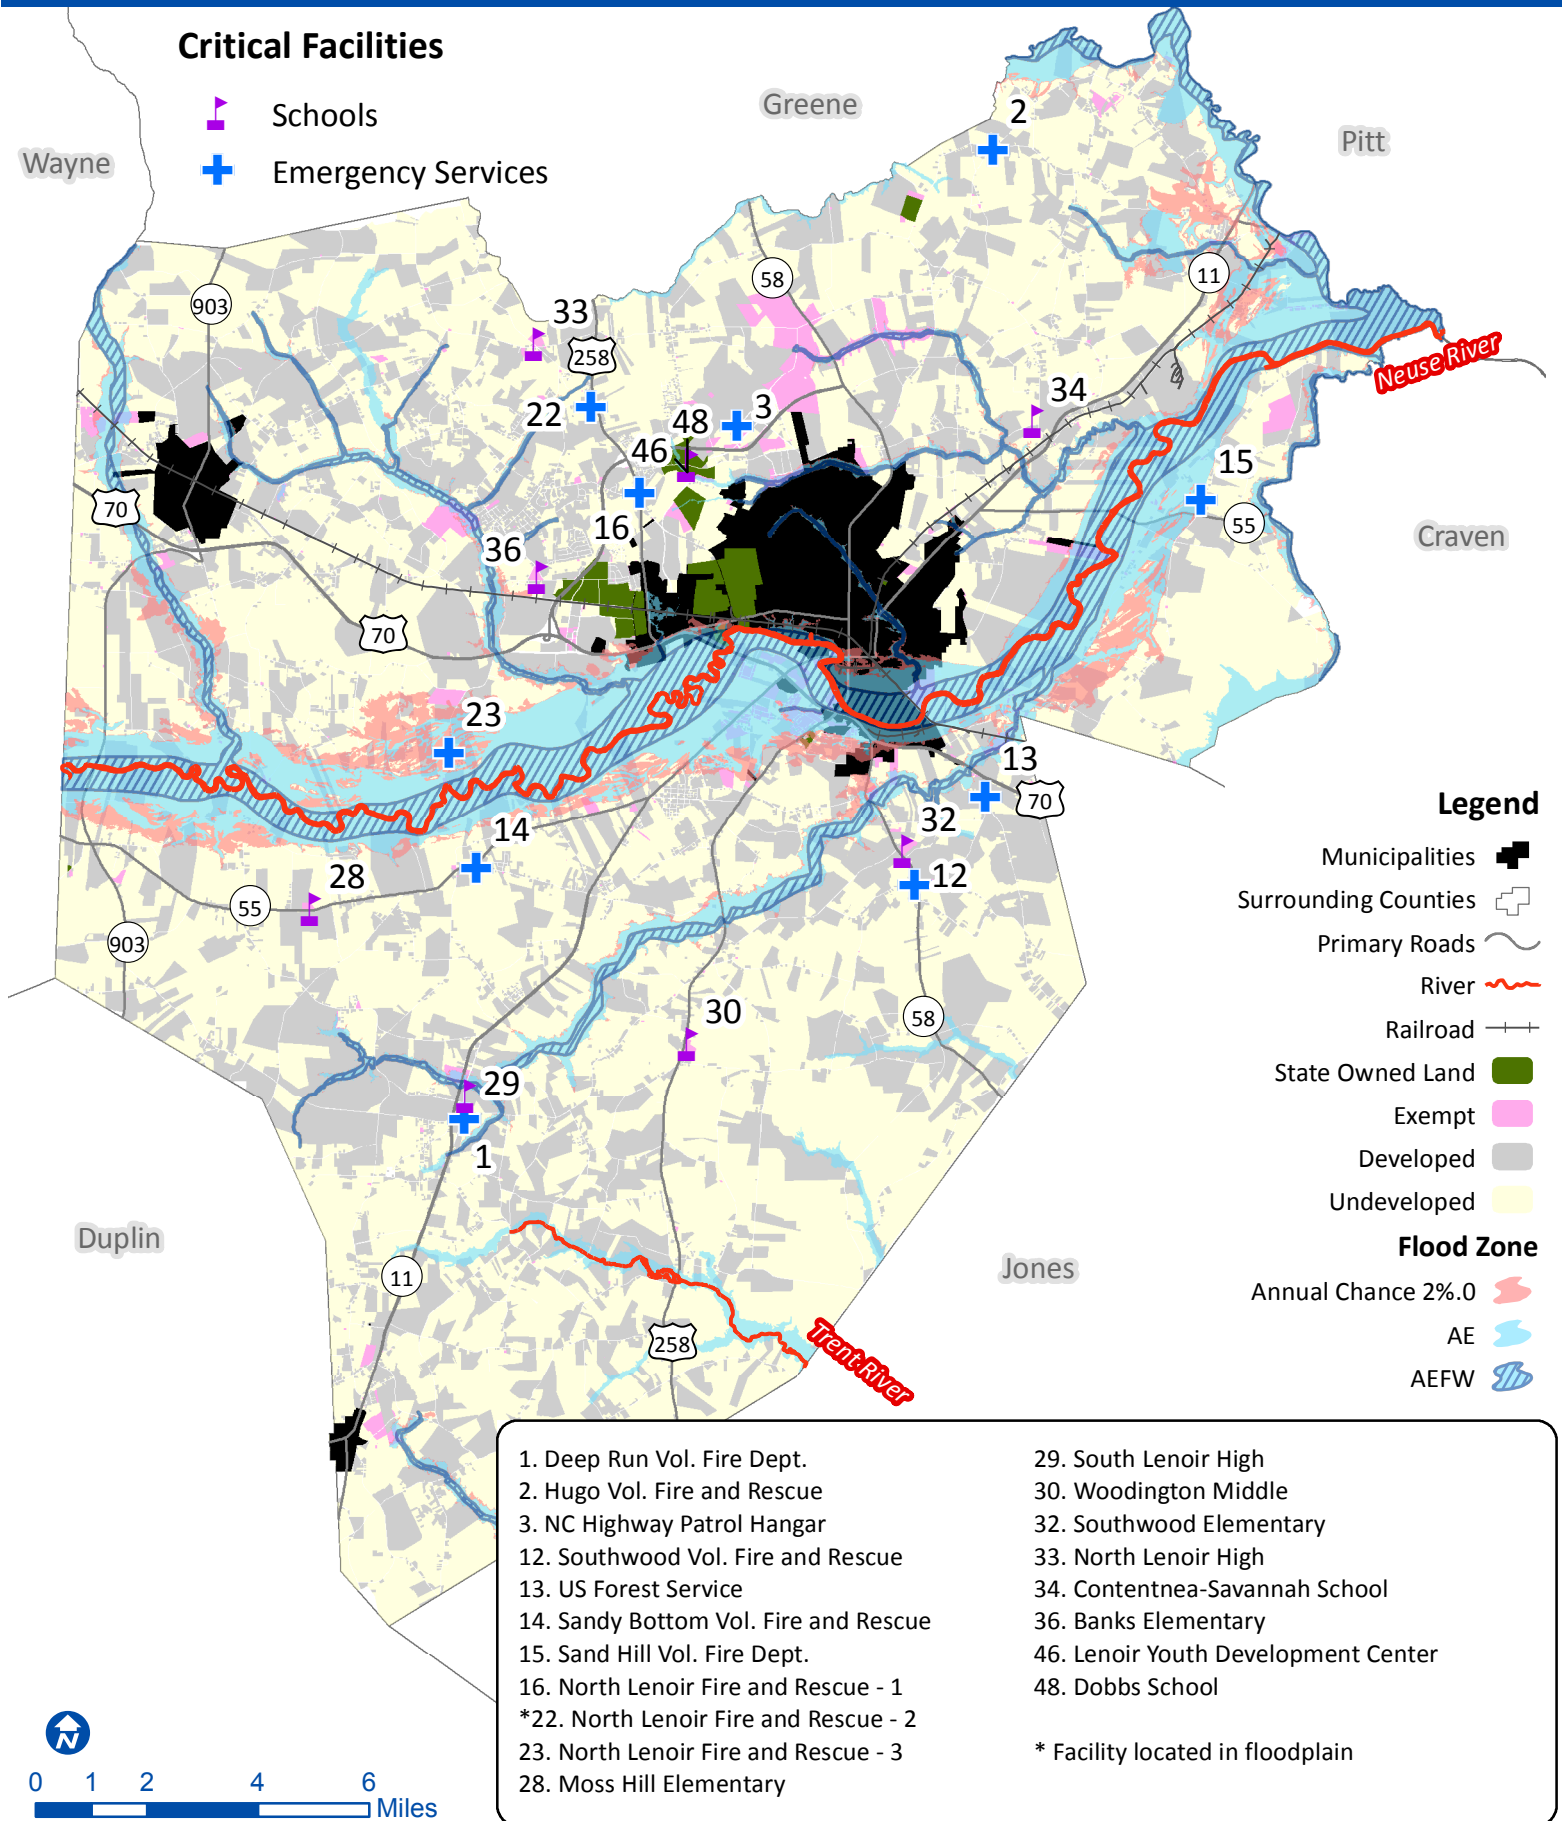 Critical Facilities
Schools
Emergency Services
Wayne
Greene
Pitt
Craven
Duplin
Jones
2
903
58
11
33
258
22
48
3
34
46
15
70
16
55
36
70
23
13
70
32
14
12
28
55
903
30
58
29
1
11
258
Neuse River
Trent River
Legend
Municipalities
Surrounding Counties
Primary Roads
River
Railroad
State Owned Land
Exempt
Developed
Undeveloped
Flood Zone
Annual Chance 2%.0
AE
AEFW
1. Deep Run Vol. Fire Dept.
2. Hugo Vol. Fire and Rescue
3. NC Highway Patrol Hangar
12. Southwood Vol. Fire and Rescue
13. US Forest Service
14. Sandy Bottom Vol. Fire and Rescue
15. Sand Hill Vol. Fire Dept.
16. North Lenoir Fire and Rescue - 1
*22. North Lenoir Fire and Rescue - 2
23. North Lenoir Fire and Rescue - 3
28. Moss Hill Elementary
29. South Lenoir High
30. Woodington Middle
32. Southwood Elementary
33. North Lenoir High
34. Contentnea-Savannah School
36. Banks Elementary
46. Lenoir Youth Development Center
48. Dobbs School
* Facility located in floodplain
N
0 1 2 4 6
Miles